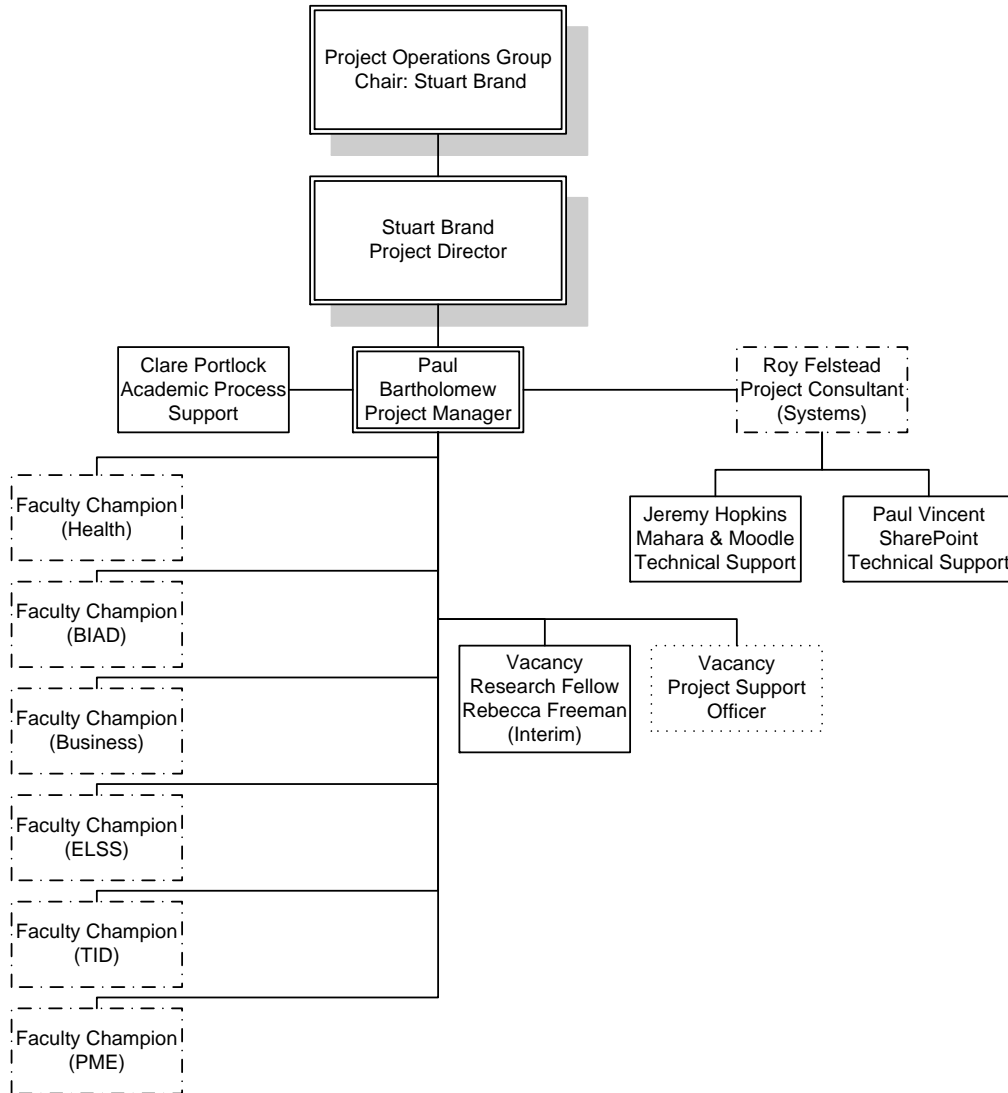 Project Operations Group
Chair: Stuart Brand
Stuart Brand
Project Director
Clare Portlock
Academic Process
Support
Paul
Bartholomew
Project Manager
Roy Felstead
Project Consultant
(Systems)
Jeremy Hopkins
Mahara & Moodle
Technical Support
Paul Vincent
SharePoint
Technical Support
Faculty Champion
(Health)
Faculty Champion
(BIAD)
Faculty Champion
(Business)
Faculty Champion
(ELSS)
Faculty Champion
(TID)
Faculty Champion
(PME)
Vacancy
Research Fellow
Rebecca Freeman
(Interim)
Vacancy
Project Support
Officer